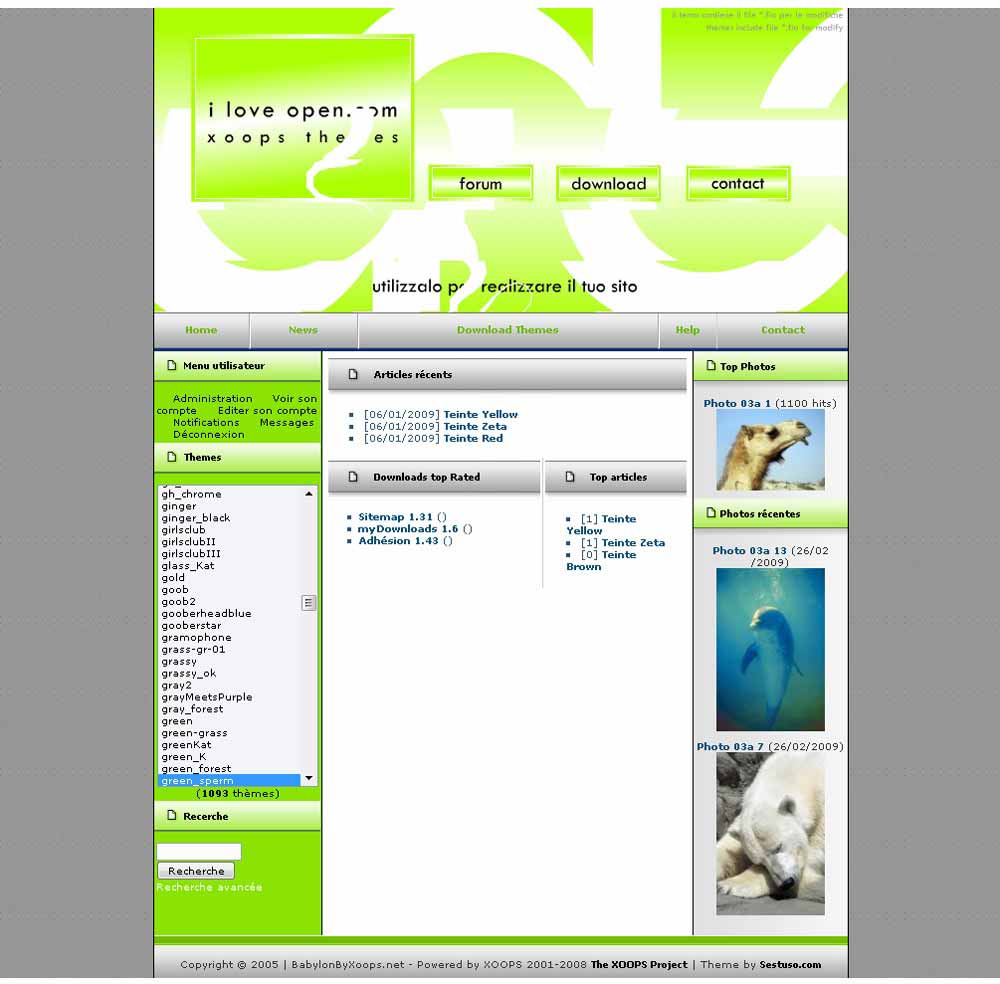 il temi contiene il file *.fla per le modifiche
themes include file *.fla for modify
i love open.com
xoops themes
forum
download
contact
utilizzalo per realizzare il tuo sito
Home
News
Download Themes
Help
Contact
Menu utilisateur
Administration Voir son
compte Editer son compte
Notifications Messages
Déconnexion
Themes
gh_chrome
ginger
ginger_black
girlsclub
girlsclubII
girlsclubIII
glass_Kat
gold
goob
goob2
gooberheadblue
gooberstar
gramophone
grass-gr-01
grassy
grassy_ok
gray2
grayMeetsPurple
gray_forest
green
green-grass
greenKat
green_K
green_forest
green_sperm
(1093 thèmes)
Recerche
Recherche
Recherche avancée
Articles récents
[06/01/2009] Teinte Yellow
[06/01/2009] Teinte Zeta
[06/01/2009] Teinte Red
Downloads top Rated
Sitemap 1.31 ()
myDownloads 1.6 ()
Adhésion 1.43 ()
Top articles
[1] Teinte
Yellow
[1] Teinte Zeta
[0] Teinte
Brown
Top Photos
Photo 03a 1 (1100 hits)
Photos récentes
Photo 03a 13 (26/02
/2009)
Photo 03a 7 (26/02/2009)
Copyright © 2005 | BabylonByXoops.net - Powered by XOOPS 2001-2008 The XOOPS Project | Theme by Sestuso.com